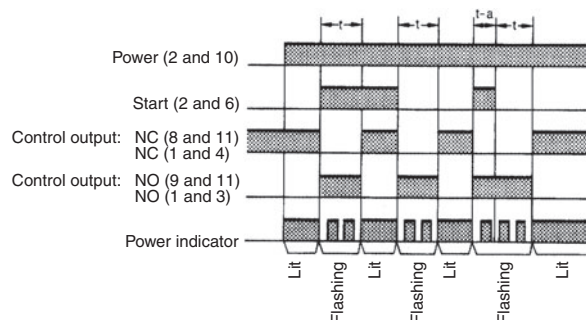 t-a
t t t
Power (2 and 10)
Start (2 and 6)
Control output: NC (8 and 11)
NC (1 and 4)
Control output: NO (9 and 11)
NO (1 and 3)
Power indicator
Lit Flashing Lit Flashing Lit Flashing Lit